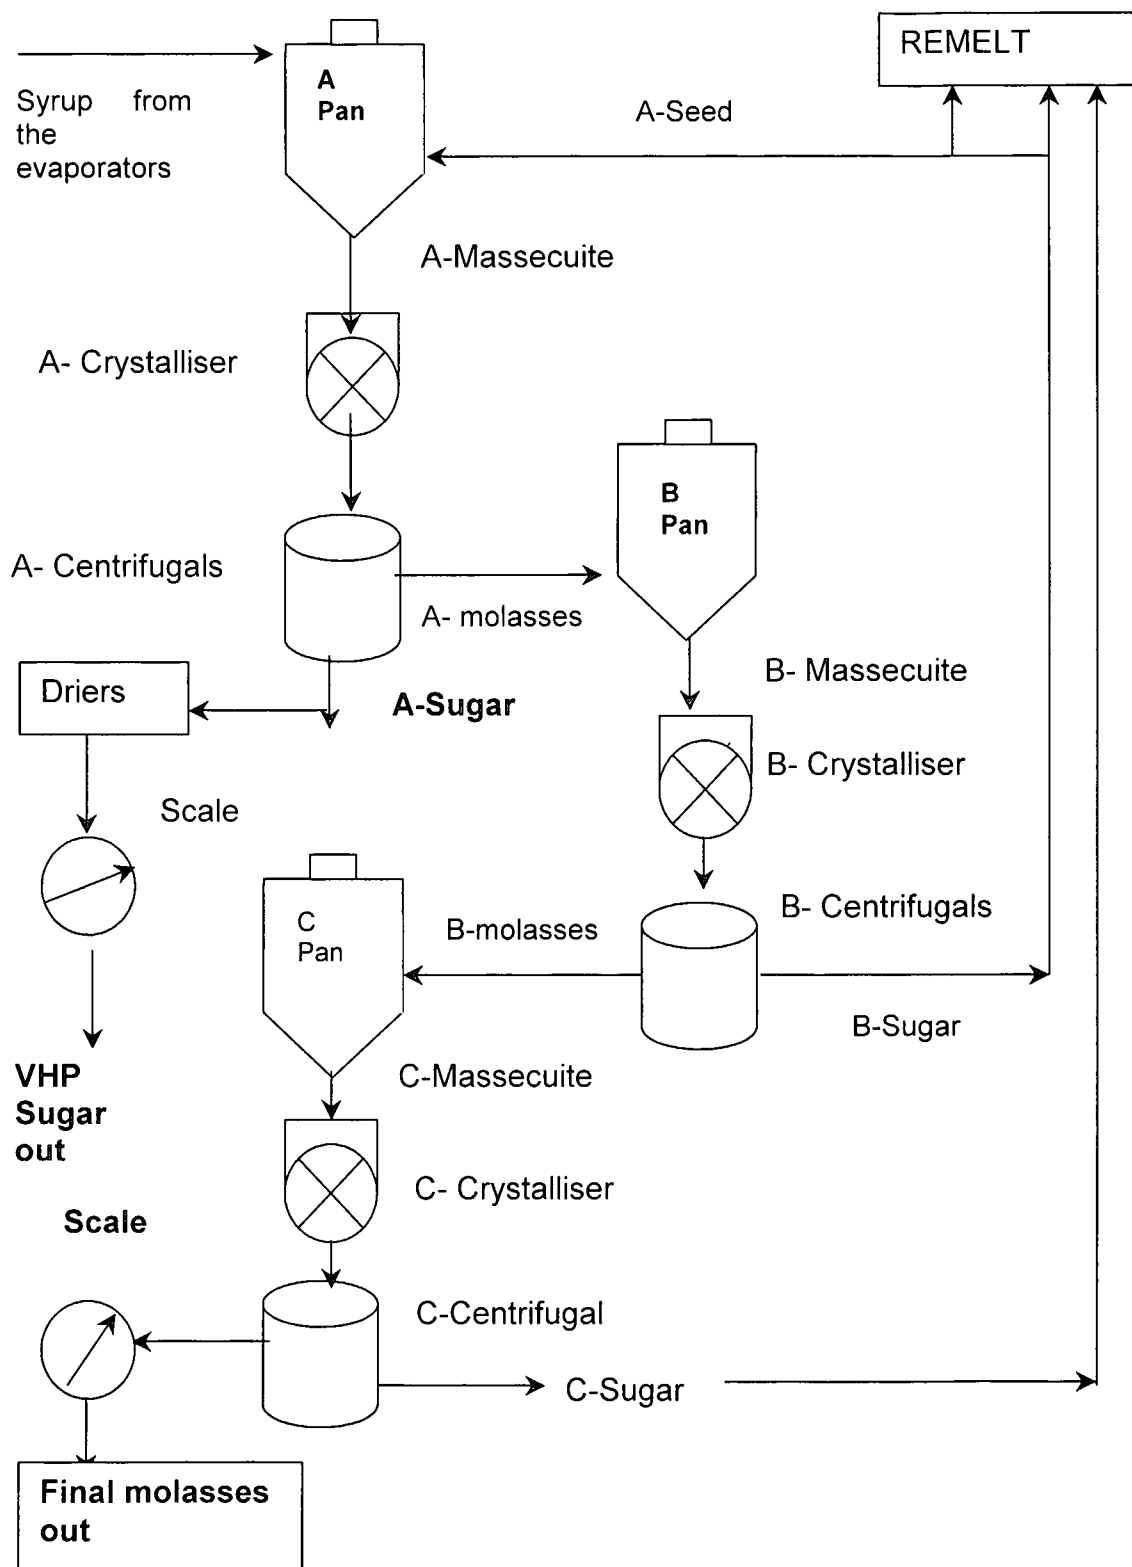 REMELT
A
Pan
Syrup from
the
evaporators
A-Seed
A-Massecuite
A- Crystalliser
B
Pan
A- Centrifugals
A- molasses
B- Massecuite
Driers
A-Sugar
B- Crystalliser
Scale
B- Centrifugals
C
Pan
B-molasses
B-Sugar
VHP
Sugar
out
C-Massecuite
C- Crystalliser
Scale
C-Centrifugal
C-Sugar
Final molasses
out